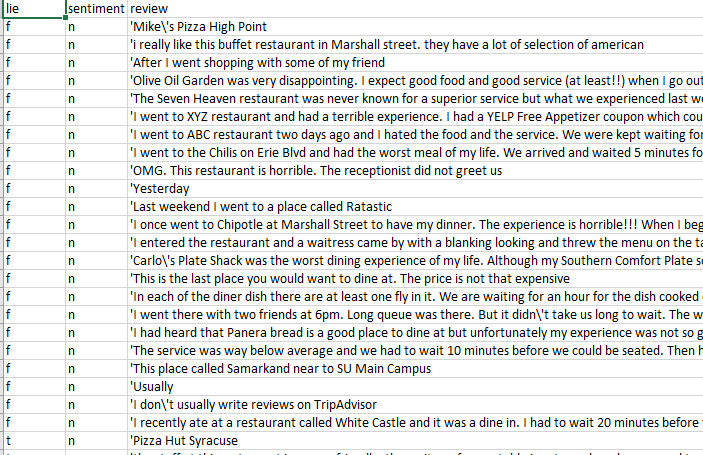 lie sentiment review
f n 'Mike\'s Pizza High Point
f n 'i really like this buffet restaurant in Marshall street. they have a lot of selection of american
f n 'After I went shopping with some of my friend
f n 'Olive Oil Garden was very disappointing. I expect good food and good service (at least!!) when I go out
f n 'The Seven Heaven restaurant was never known for a superior service but what we experienced last we
f n 'I went to XYZ restaurant and had a terrible experience. I had a YELP Free Appetizer coupon which cou
f n 'I went to ABC restaurant two days ago and I hated the food and the service. We were kept waiting for
f n 'I went to the Chilis on Erie Blvd and had the worst meal of my life. We arrived and waited 5 minutes fo
f n 'OMG. This restaurant is horrible. The receptionist did not greet us
f n 'Yesterday
f n 'Last weekend I went to a place called Ratastic
f n 'I once went to Chipotle at Marshall Street to have my dinner. The experience is horrible!!! When I beg
f n 'I entered the restaurant and a waitress came by with a blanking looking and threw the menu on the ta
f n 'Carlo\'s Plate Shack was the worst dining experience of my life. Although my Southern Comfort Plate s
f n 'This is the last place you would want to dine at. The price is not that expensive
f n 'In each of the diner dish there are at least one fly in it. We are waiting for an hour for the dish cooked
f n 'I went there with two friends at 6pm. Long queue was there. But it didn\'t take us long to wait. The w
f n 'I had heard that Panera bread is a good place to dine at but unfortunately my experience was not so g
f n 'The service was way below average and we had to wait 10 minutes before we could be seated. Then h
f n 'This place called Samarkand near to SU Main Campus
f n 'Usually
f n 'I don\'t usually write reviews on TripAdvisor
f n 'I recently ate at a restaurant called White Castle and it was a dine in. I had to wait 20 minutes before
t n 'Pizza Hut Syracuse